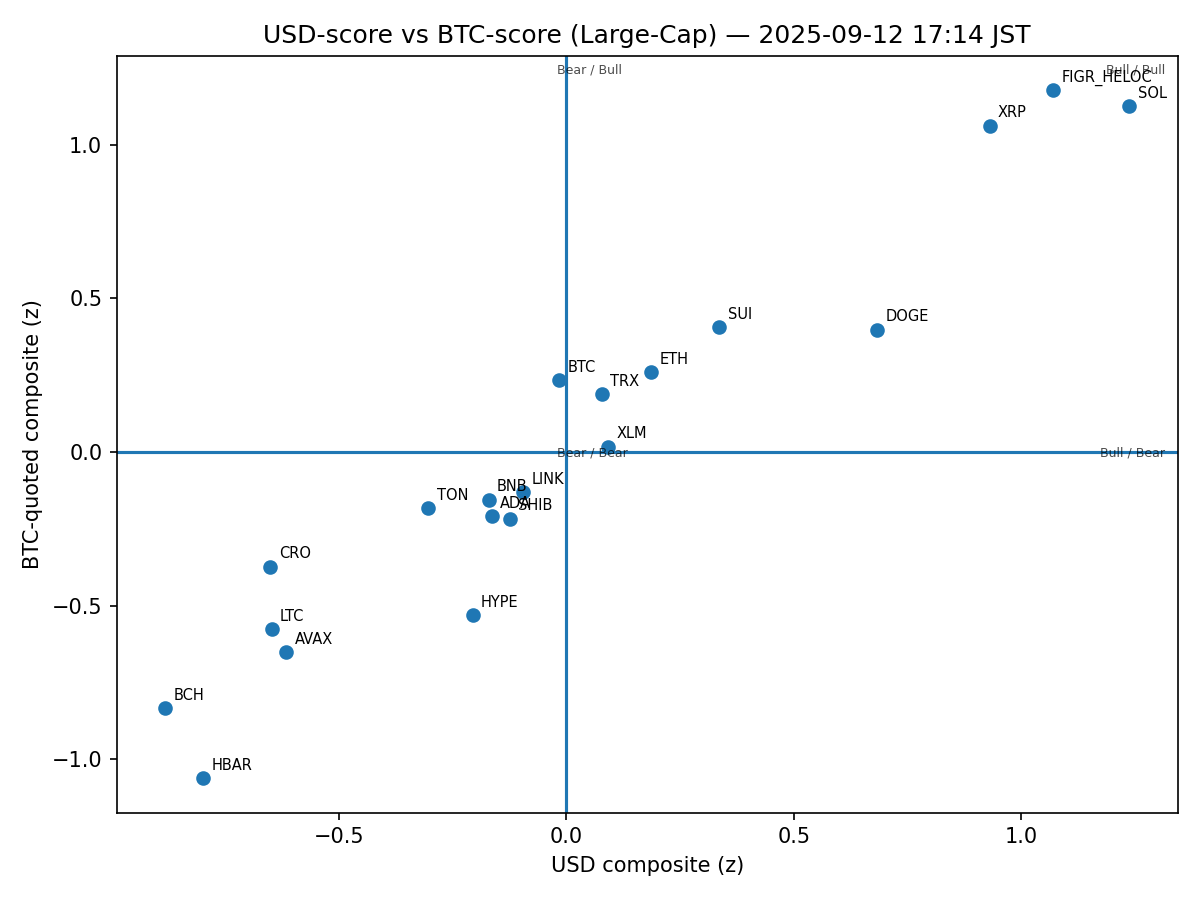 USD-score vs BTC-score (Large-Cap) — 2025-09-12 17:14 JST
Bear / Bull
Bull / Bull
FIGR_HELOC
SOL
XRP
1.0
SUI
DOGE
0.5
ETH
BTC
TRX
XLM
0.0
Bear / Bear
Bull / Bear
LINK
BNB
TON
ADA
SHIB
CRO
HYPE
−0.5
LTC
AVAX
BCH
−1.0
HBAR
BTC-quoted composite (z)
−0.5
0.0
0.5
1.0
USD composite (z)